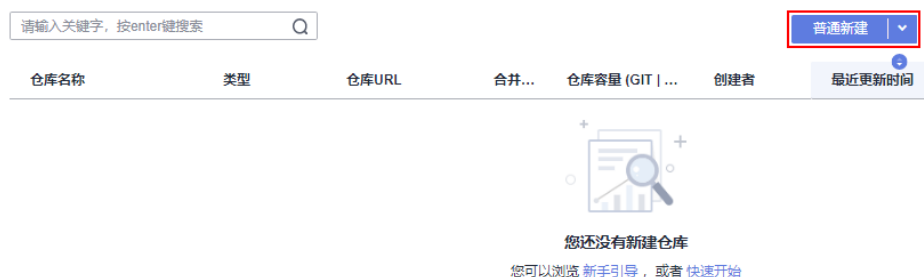 请输入关键字，按enter键搜索
普通新建
仓库名称 类型 仓库URL 合并... 仓库容量 (GIT | ... 创建者 最近更新时间
您还没有新建仓库
您可以浏览 新手引导 ，或者 快速开始